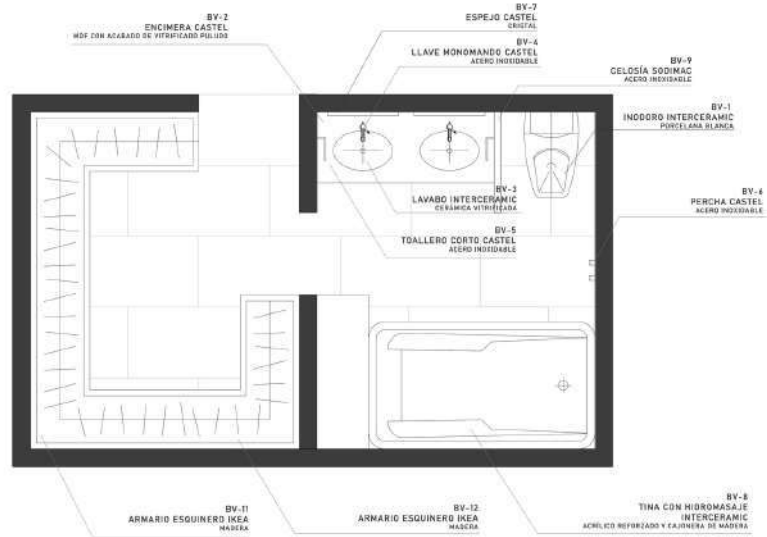 BV-2
ENCIMERA CASTEL
MDF CON ACABADO DE VITRIFICADO PULIDO
BV-7
ESPEJO CASTEL
CRISTAL
BV-4
LLAVE MONOMANDO CASTEL
ACERO INOXIDABLE
BV-9
CELOSÍA SODIMAC
ACERO INOXIDABLE
BV-1
INODORO INTERCERAMIC
PORCELANA BLANCA
BV-6
PERCHA CASTEL
ACERO INOXIDABLE
BV-3
LAVABO INTERCERAMIC
CERÁMICA VITRIFICADA
BV-5
TOALLERO CORTO CASTEL
ACERO INOXIDABLE
BV-11
ARMARIO ESQUINERO IKEA
MADERA
BV-12
ARMARIO ESQUINERO IKEA
MADERA
BV-8
TINA CON HIDROMASAJE
INTERCERAMIC
ACRÍLICO REFORZADO Y CAJONERA DE MADERA